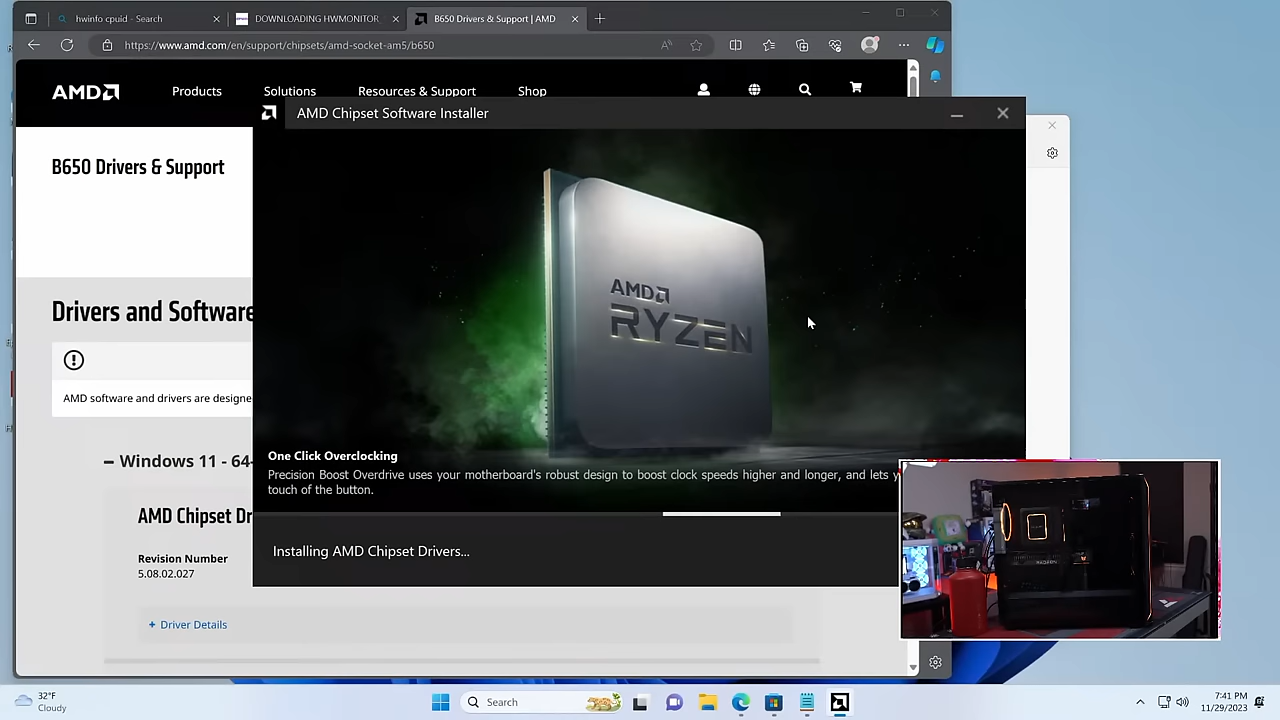 hwinfo cpuid - Search
DOWNLOADING HWMONITOR
B650 Drivers & Support | AMD
https://www.amd.com/en/support/chipsets/amd-socket-am5/b650
AMD
Products
Solutions
Resources & Support
Shop
AMD Chipset Software Installer
B650 Drivers & Support
AMD
RYZEN
Drivers and Software
AMD software and drivers are designe
One Click Overclocking
Precision Boost Overdrive uses your motherboard's robust design to boost clock speeds higher and longer, and lets y
touch of the button.
Windows 11 - 64-
AMD Chipset Dr
Installing AMD Chipset Drivers...
Revision Number
5.08.02.027
+ Driver Details
RADEON
32°F
Cloudy
Search
7:41 PM
11/29/2023